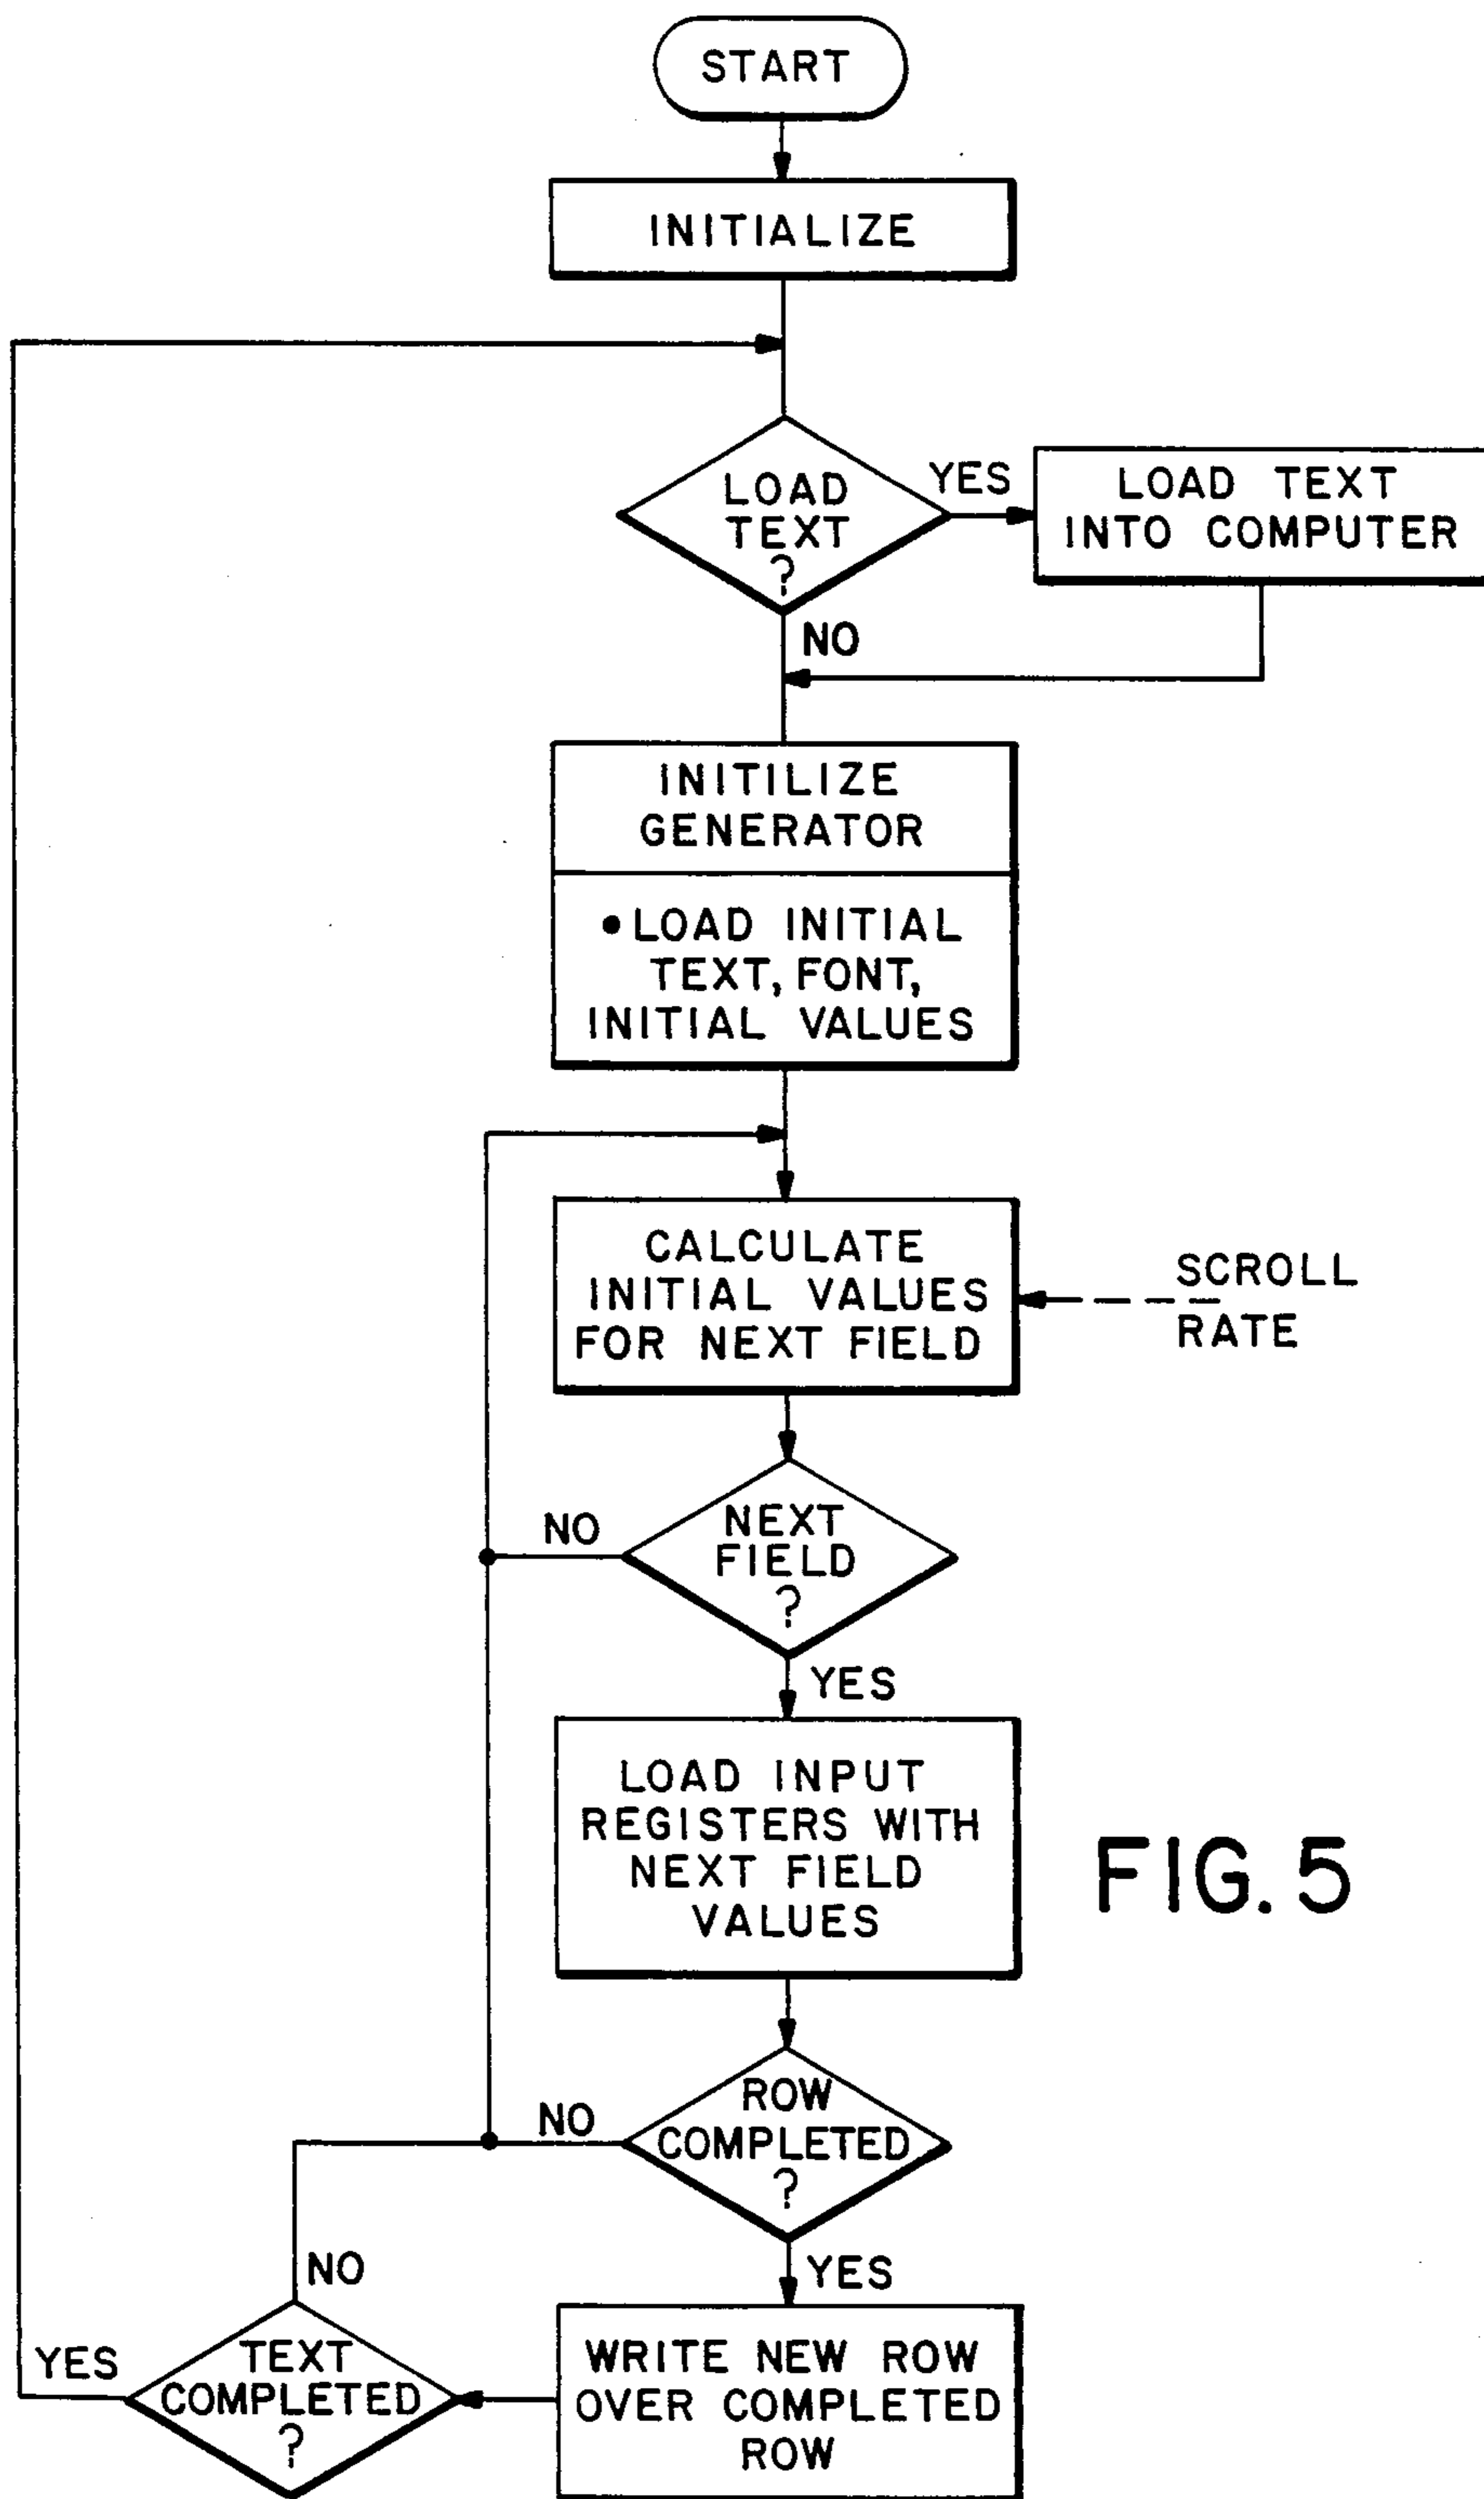 START
INITIALIZE
LOAD
TEXT
?
YES
LOAD TEXT
INTO COMPUTER
NO
INITILIZE
GENERATOR
• LOAD INITIAL
TEXT, FONT,
INITIAL VALUES
CALCULATE
INITIAL VALUES
FOR NEXT FIELD
SCROLL
RATE
NEXT
FIELD
?
NO
YES
LOAD INPUT
REGISTERS WITH
NEXT FIELD
VALUES
FIG. 5
ROW
COMPLETED
?
NO
YES
WRITE NEW ROW
OVER COMPLETED
ROW
TEXT
COMPLETED
?
NO
YES